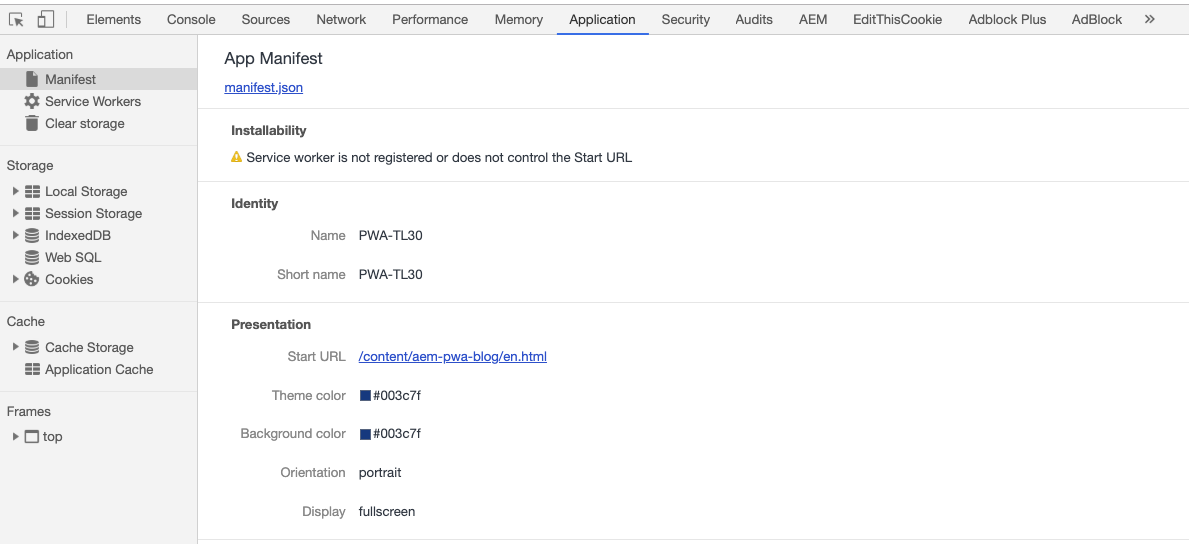 Elements Console Sources Network Performance Memory Application Security Audits AEM EditThisCookie Adblock Plus AdBlock »
Application
Manifest
Service Workers
Clear storage
Storage
Local Storage
Session Storage
IndexedDB
Web SQL
Cookies
Cache
Cache Storage
Application Cache
Frames
top
App Manifest
manifest.json
Installability
Service worker is not registered or does not control the Start URL
Identity
Name PWA-TL30
Short name PWA-TL30
Presentation
Start URL /content/aem-pwa-blog/en.html
Theme color #003c7f
Background color #003c7f
Orientation portrait
Display fullscreen